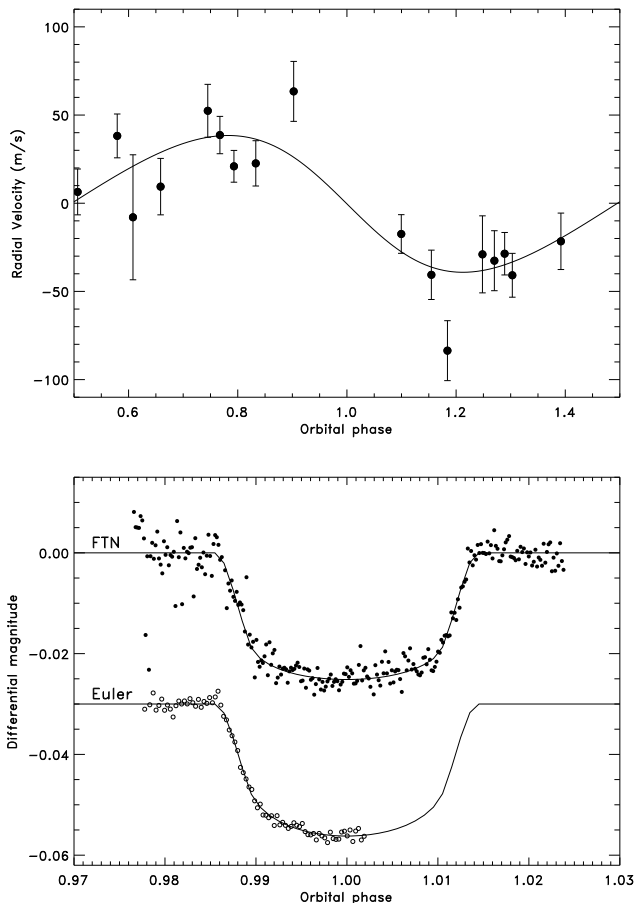 100
50
0
−50
−100
Radial Velocity (m/s)
0.6 0.8 1.0 1.2 1.4
Orbital phase
0.00
−0.02
−0.04
−0.06
Differential magnitude
FTN
Euler
0.97 0.98 0.99 1.00 1.01 1.02 1.03
Orbital phase